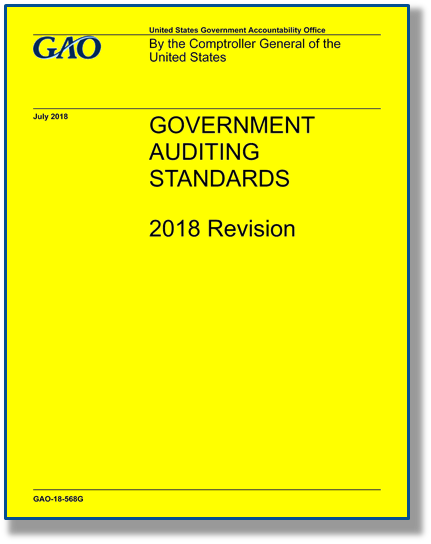 GAO
United States Government Accountability Office
By the Comptroller General of the
United States
July 2018
GOVERNMENT
AUDITING
STANDARDS
2018 Revision
GAO-18-568G